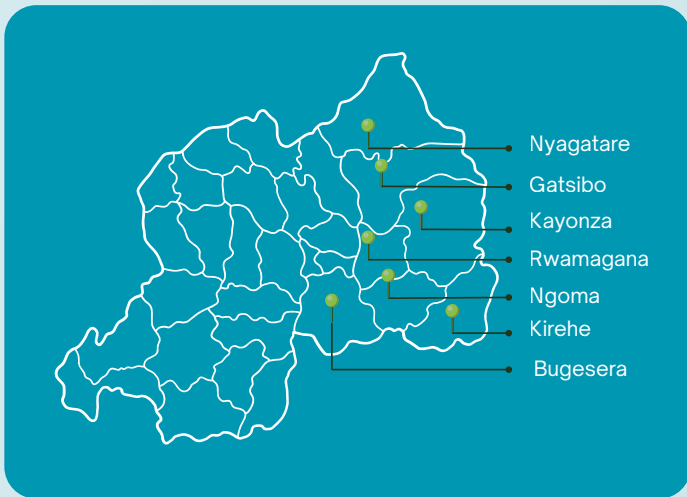 Nyagatare
Gatsibo
Kayonza
Rwamagana
Ngoma
Kirehe
Bugesera